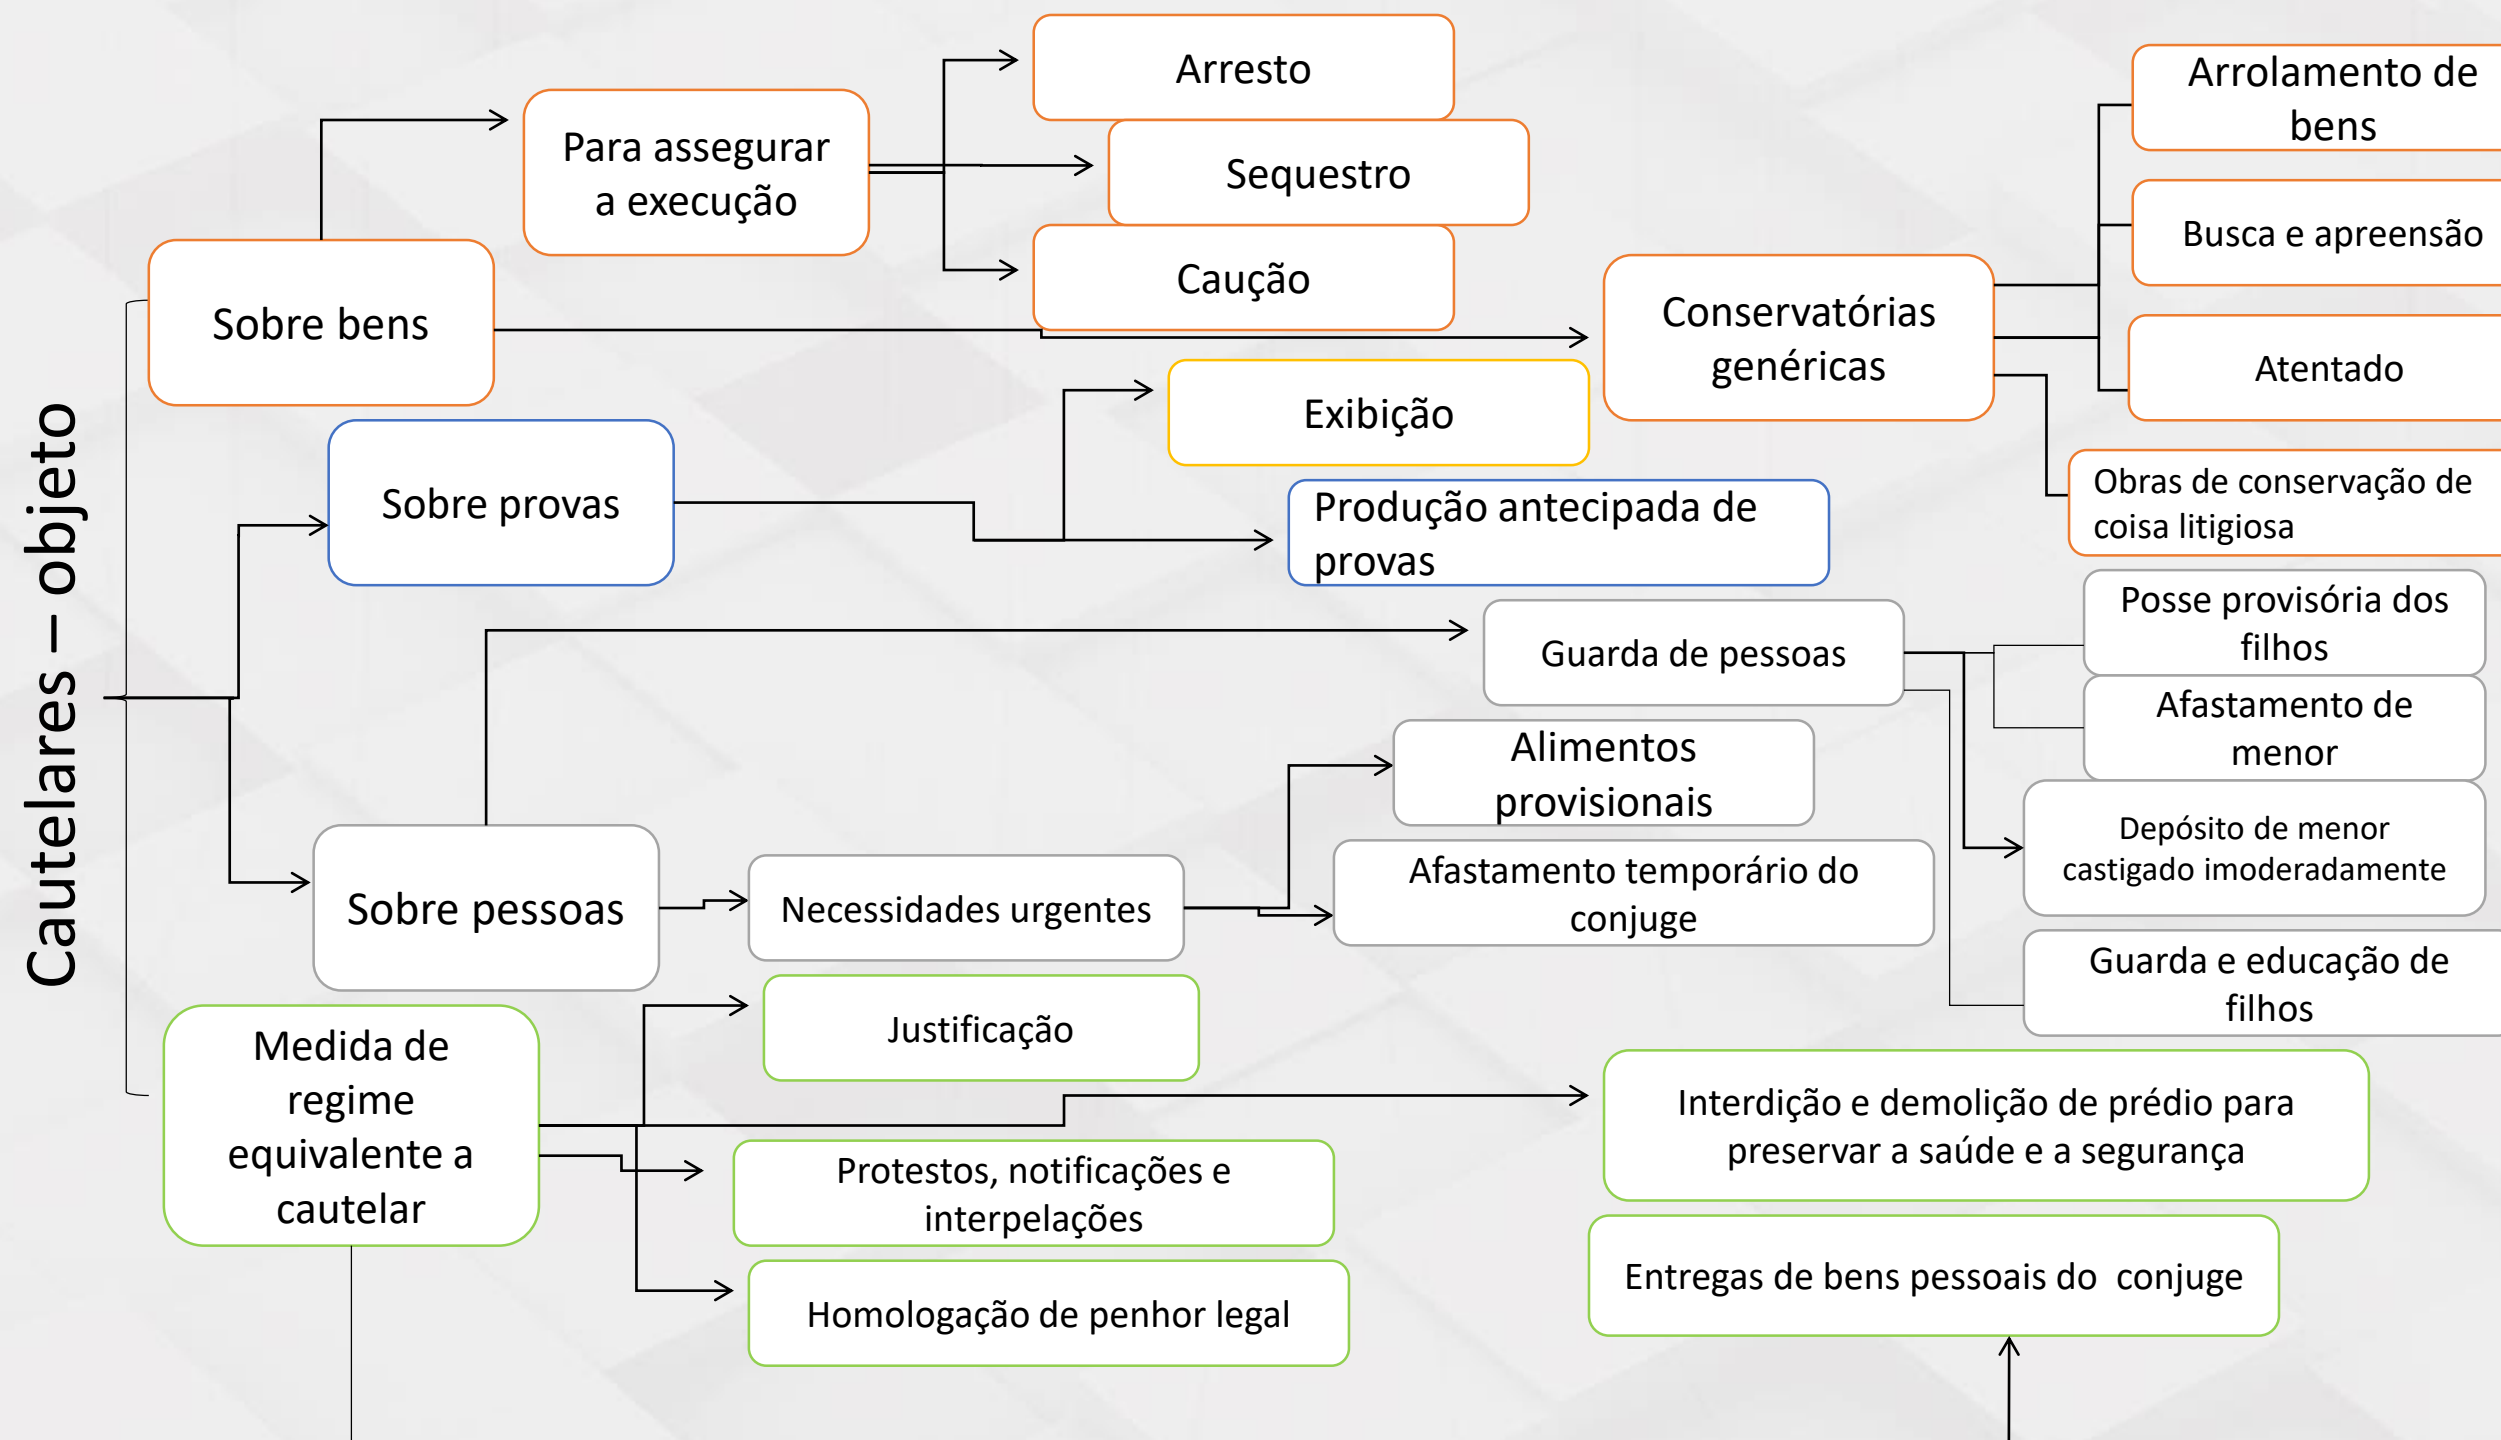 Cautelares – objeto
Sobre bens
Para assegurar
a execução
Arresto
Sequestro
Caução
Conservatórias
genéricas
Arrolamento de
bens
Busca e apreensão
Atentado
Obras de conservação de
coisa litigiosa
Sobre provas
Exibição
Produção antecipada de
provas
Sobre pessoas
Guarda de pessoas
Posse provisória dos
filhos
Afastamento de
menor
Depósito de menor
castigado imoderadamente
Guarda e educação de
filhos
Necessidades urgentes
Alimentos
provisionais
Afastamento temporário do
conjuge
Medida de
regime
equivalente a
cautelar
Justificação
Protestos, notificações e
interpelações
Homologação de penhor legal
Interdição e demolição de prédio para
preservar a saúde e a segurança
Entregas de bens pessoais do  conjuge